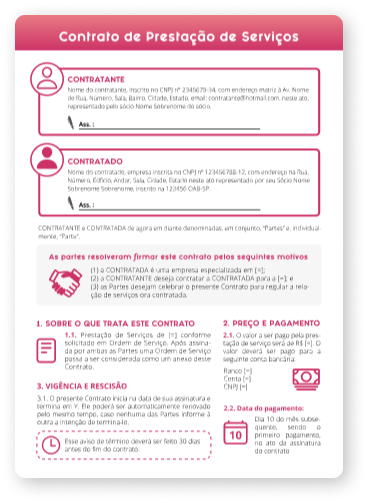 Contrato de Prestação de Serviços
CONTRATANTE
Nome do contratante, inscrito no CNPJ nº 2345678-34, com endereço matriz à Av. Nome
de Rua, Número, Sala, Bairro, Cidade, Estado, email: contratante@hotmail.com, neste ato,
representado pelo sócio Nome Sobrenome do sócio.
Ass. :
CONTRATADO
Nome do contratado, empresa inscrita no CNPJ nº 123456788-12, com endereço na Rua,
Número, Edifício, Andar, Sala, Cidade, Estado neste ato representado por seu Sócio Nome
Sobrenome Sobrenome, inscrito na 123456 OAB-SP.
Ass. :
CONTRATANTE e CONTRATADA de agora em diante denominadas, em conjunto, "Partes" e, individual-
mente, "Parte".
As partes resolveram firmar este contrato pelos seguintes motivos
(1) a CONTRATADA é uma empresa especializada em [=];
(2) a CONTRATANTE deseja contratar a CONTRATADA para a [=]; e
(3) as Partes desejam celebrar o presente Contrato para regular a rela-
ção de serviços ora contratada.
1. SOBRE O QUE TRATA ESTE CONTRATO
1.1. Prestação de Serviços de [=] conforme
solicitado em Ordem de Serviço. Após assina-
da por ambas as Partes uma Ordem de Serviço
passa a ser considerada como um anexo desse
Contrato.
3. VIGÊNCIA E RESCISÃO
3.1. O presente Contrato inicia na data de sua assinatura e
termina em Y. Ele poderá ser automaticamente renovado
pelo mesmo tempo, caso nenhuma das Partes informe à
outra a intenção de terminá-lo.
Esse aviso de término deverá ser feito 30 dias
antes do fim do contrato.
2. PREÇO E PAGAMENTO
2.1. O valor a ser pago pela pres-
tação de serviço será de R$ [=]. O
valor deverá ser pago para a
seguinte conta bancária:
Banco [=]
Conta [=]
CNPJ [=]
2.2. Data do pagamento:
10
Dia 10 do mês subse-
quente, sendo o
primeiro pagamento,
no ato da assinatura
do contrato